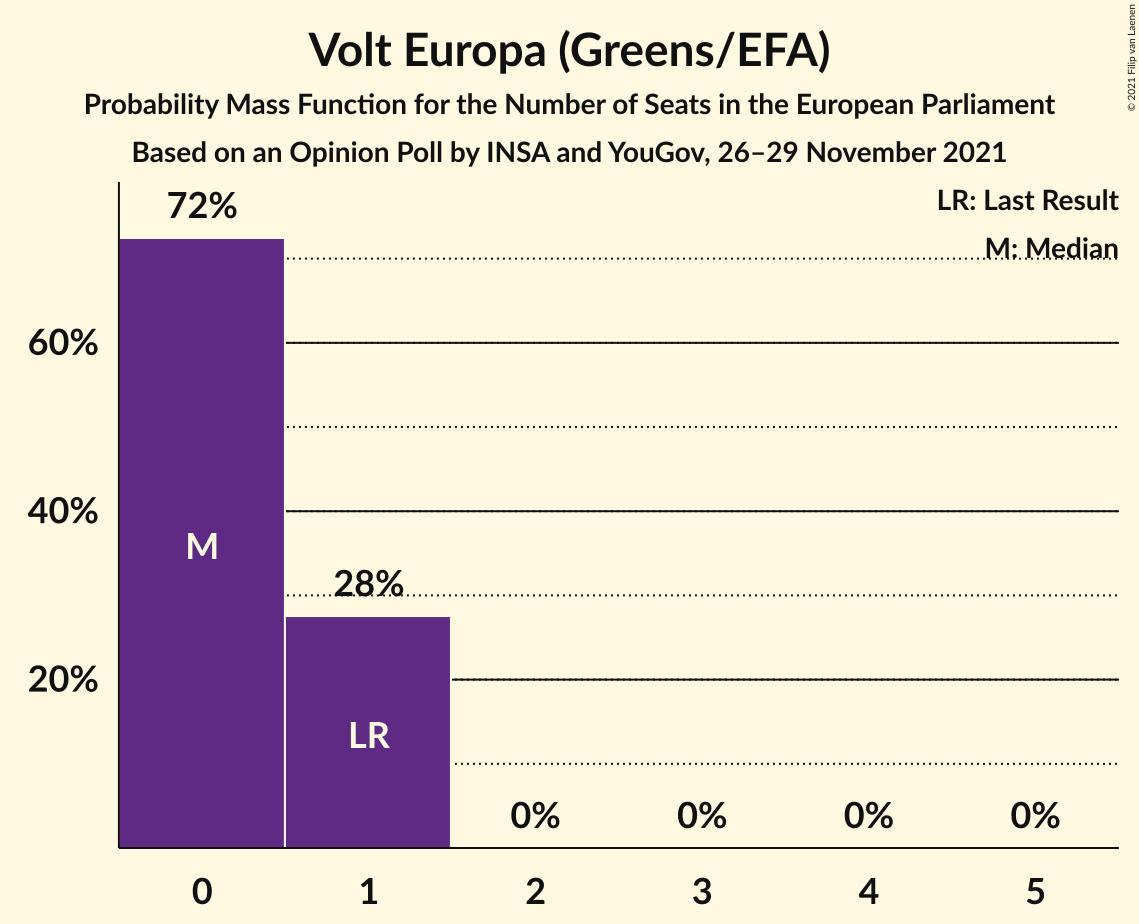 Volt Europa (Greens/EFA)
Probability Mass Function for the Number of Seats in the European Parliament
Based on an Opinion Poll by INSA and YouGov, 26–29 November 2021
© 2021 Filip van Laenen
LR: Last Result
M: Median
72%
60%
40%
M
28%
20%
LR
0% 0% 0% 0%
0 1 2 3 4 5